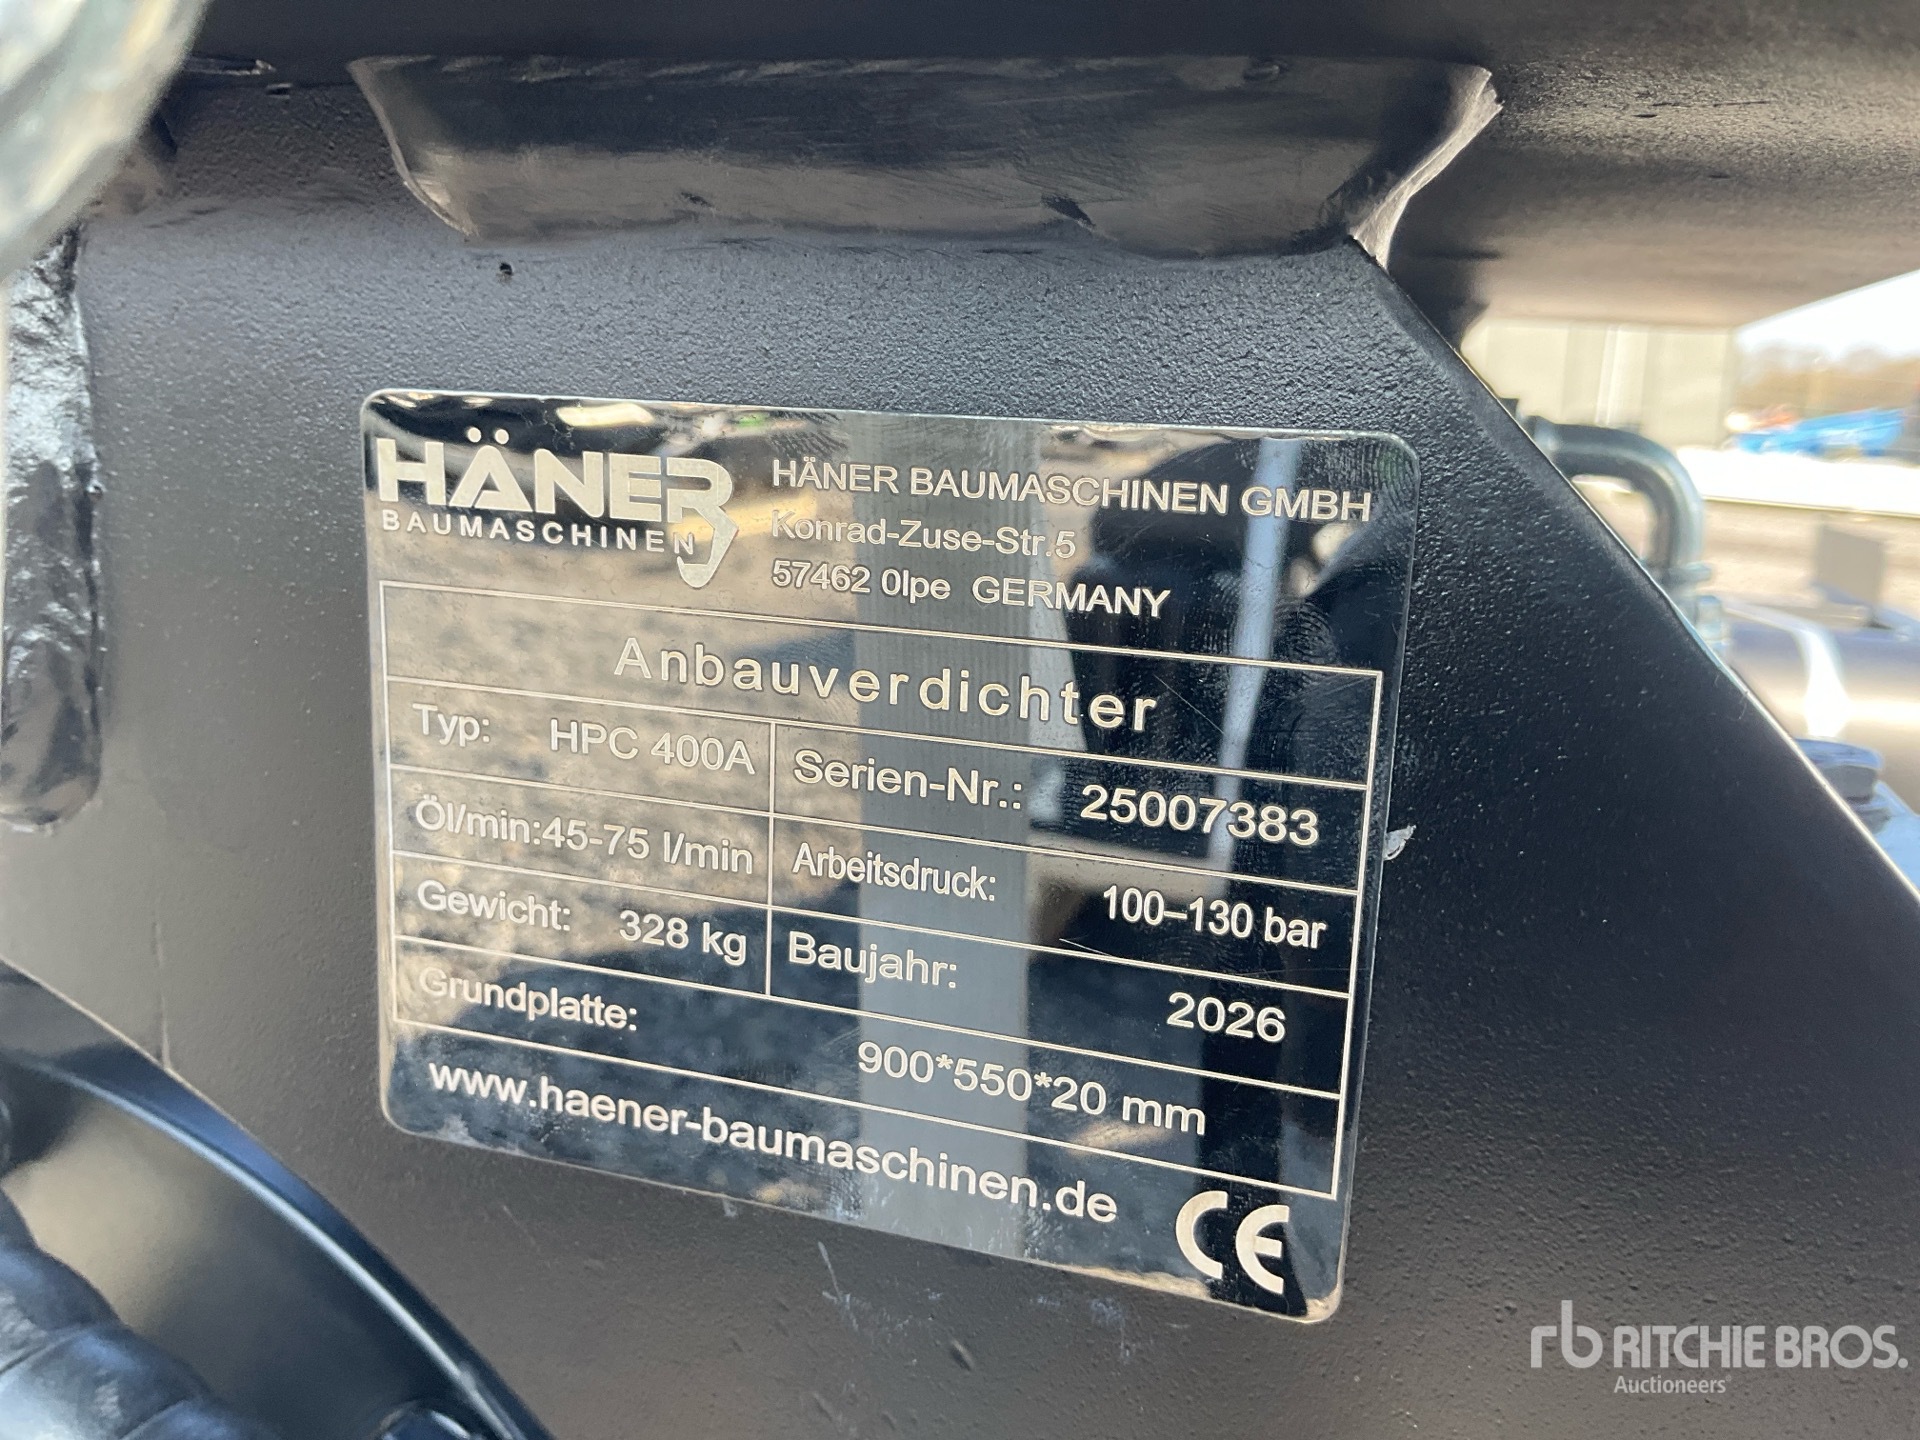 HÄNER
BAUMASCHINEN
HÄNER BAUMASCHINEN GMBH
Konrad-Zuse-Str.5
57462 Olpe GERMANY
Anbauverdichter
Typ: HPC 400A
Serien-Nr.: 25007383
Öl/min:45-75 l/min
Arbeitsdruck: 100–130 bar
Gewicht: 328 kg
Baujahr: 2026
Grundplatte: 900*550*20 mm
www.haener-baumaschinen.de
CE
rb RITCHIE BROS.
Auctioneers